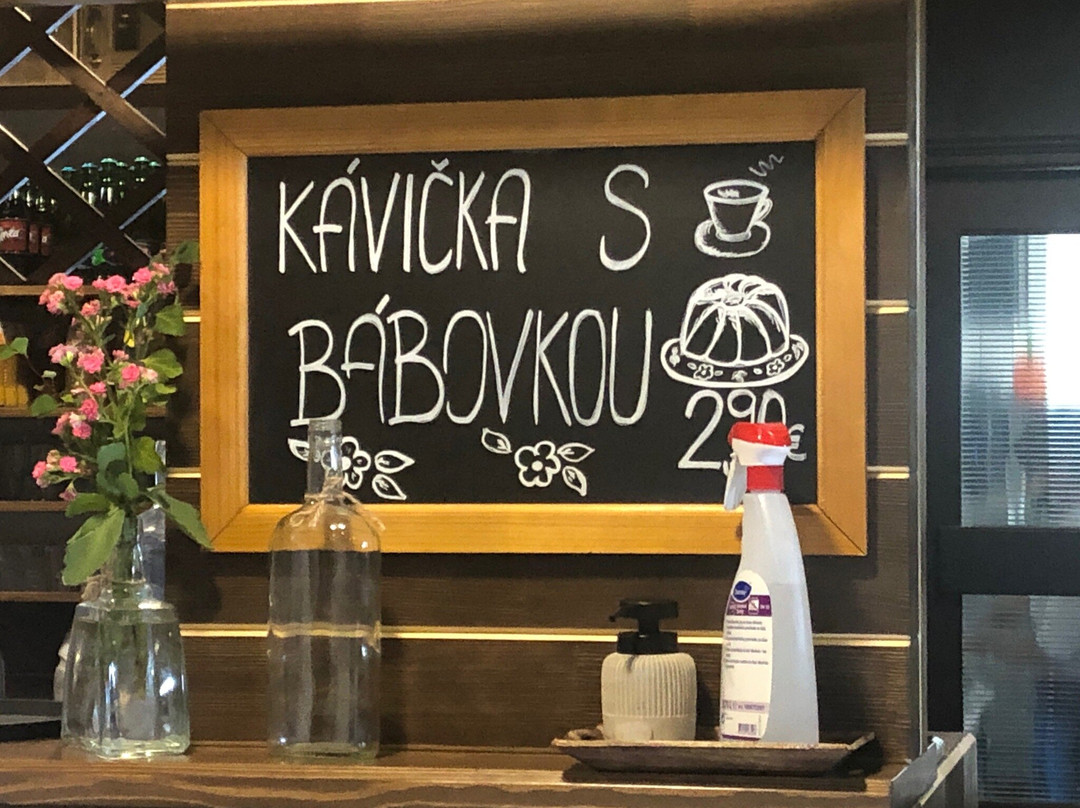 KÁVIČKA S
BÁBOVKOU
2,90 €